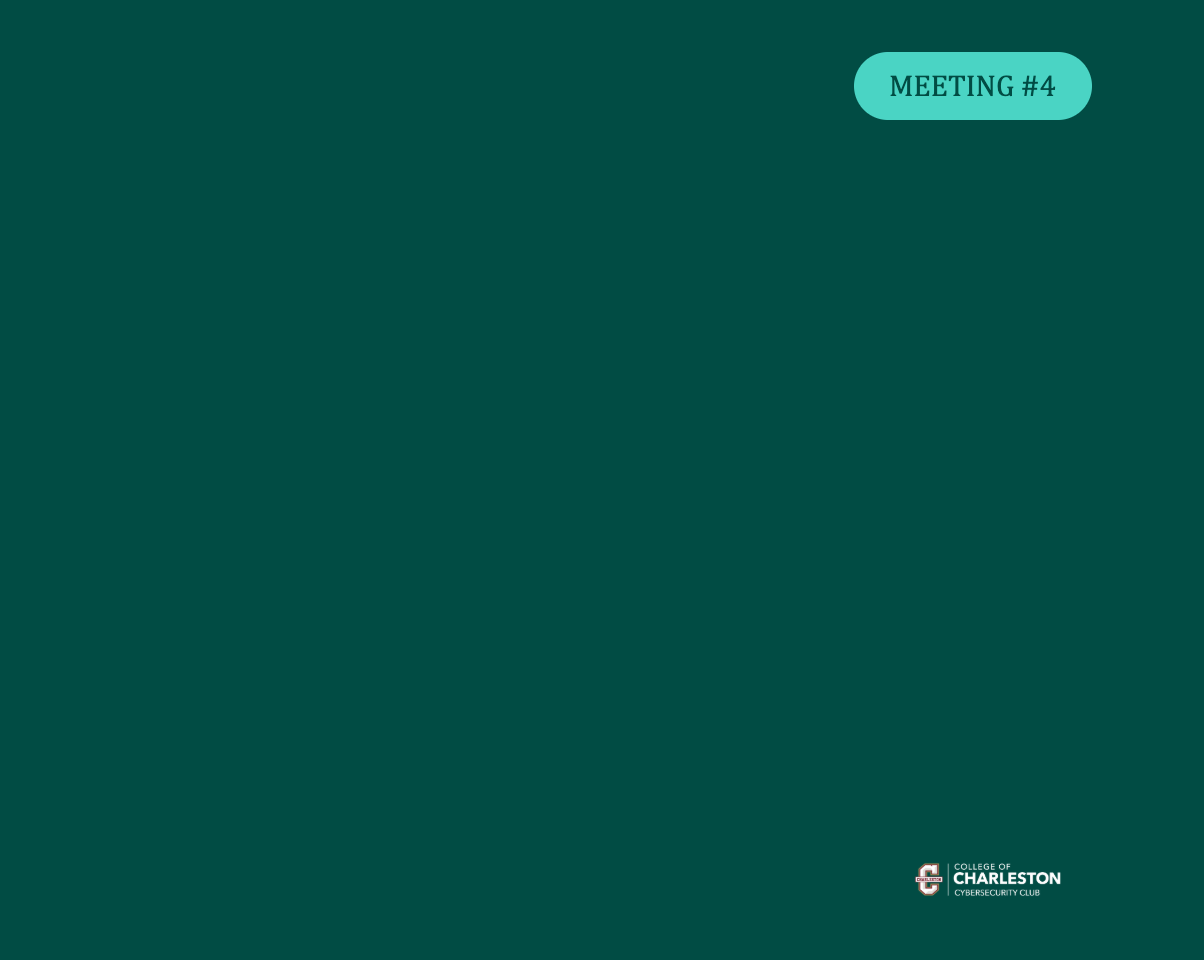 MEETING #4
COLLEGE OF
CHARLESTON
CYBERSECURITY CLUB